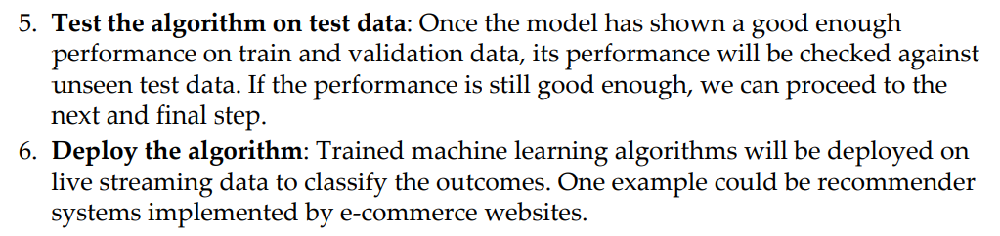 5. Test the algorithm on test data: Once the model has shown a good enough
performance on train and validation data, its performance will be checked against
unseen test data. If the performance is still good enough, we can proceed to the
next and final step.
6. Deploy the algorithm: Trained machine learning algorithms will be deployed on
live streaming data to classify the outcomes. One example could be recommender
systems implemented by e-commerce websites.